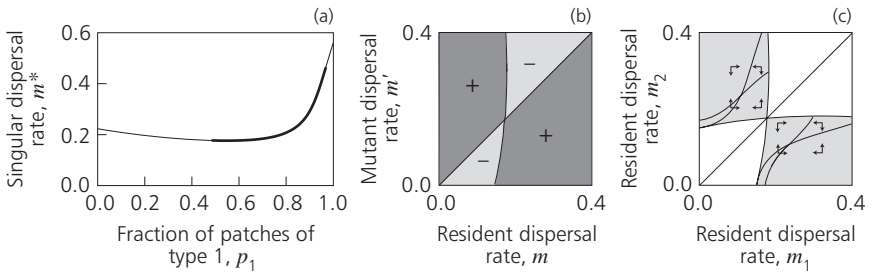 (a)
Singular dispersal
rate, m*
0.6
0.4
0.2
0.0
0.0 0.2 0.4 0.6 0.8 1.0
Fraction of patches of
type 1, p1
(b)
Mutant dispersal
rate, m′
0.4
0.0
+
−
−
+
0.0 0.4
Resident dispersal
rate, m
(c)
Resident dispersal
rate, m2
0.4
0.0
0.0 0.4
Resident dispersal
rate, m1